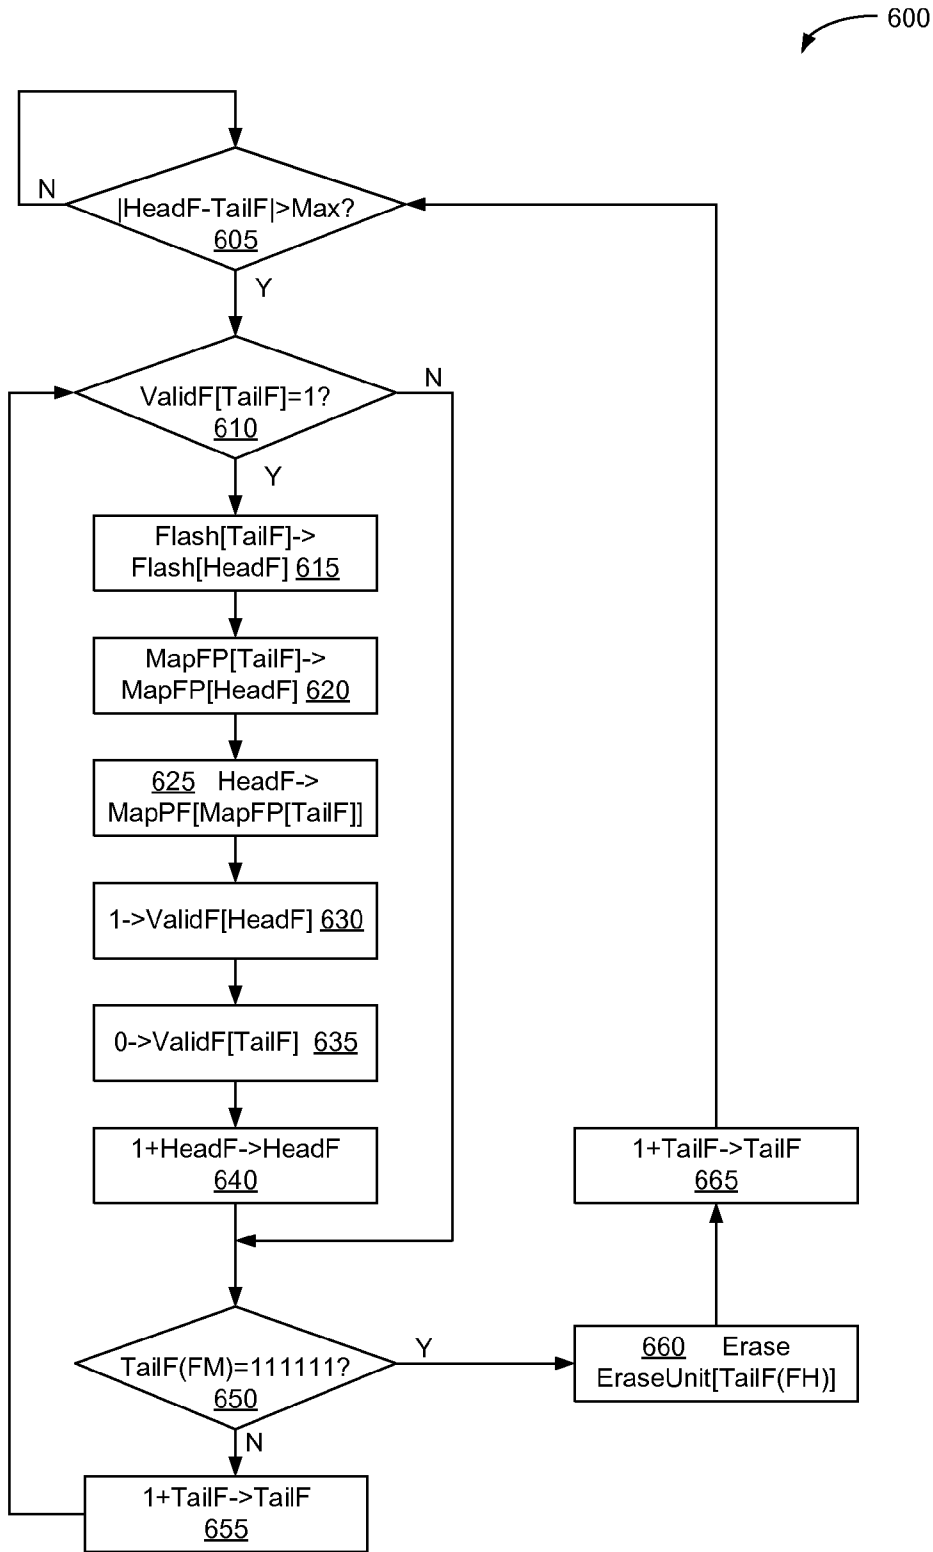 600
|HeadF-TailF|>Max?
605
N
Y
ValidF[TailF]=1?
610
N
Y
Flash[TailF]->
Flash[HeadF] 615
MapFP[TailF]->
MapFP[HeadF] 620
625 HeadF->
MapPF[MapFP[TailF]]
1->ValidF[HeadF] 630
0->ValidF[TailF] 635
1+HeadF->HeadF
640
TailF(FM)=111111?
650
Y
N
1+TailF->TailF
655
660 Erase
EraseUnit[TailF(FH)]
1+TailF->TailF
665